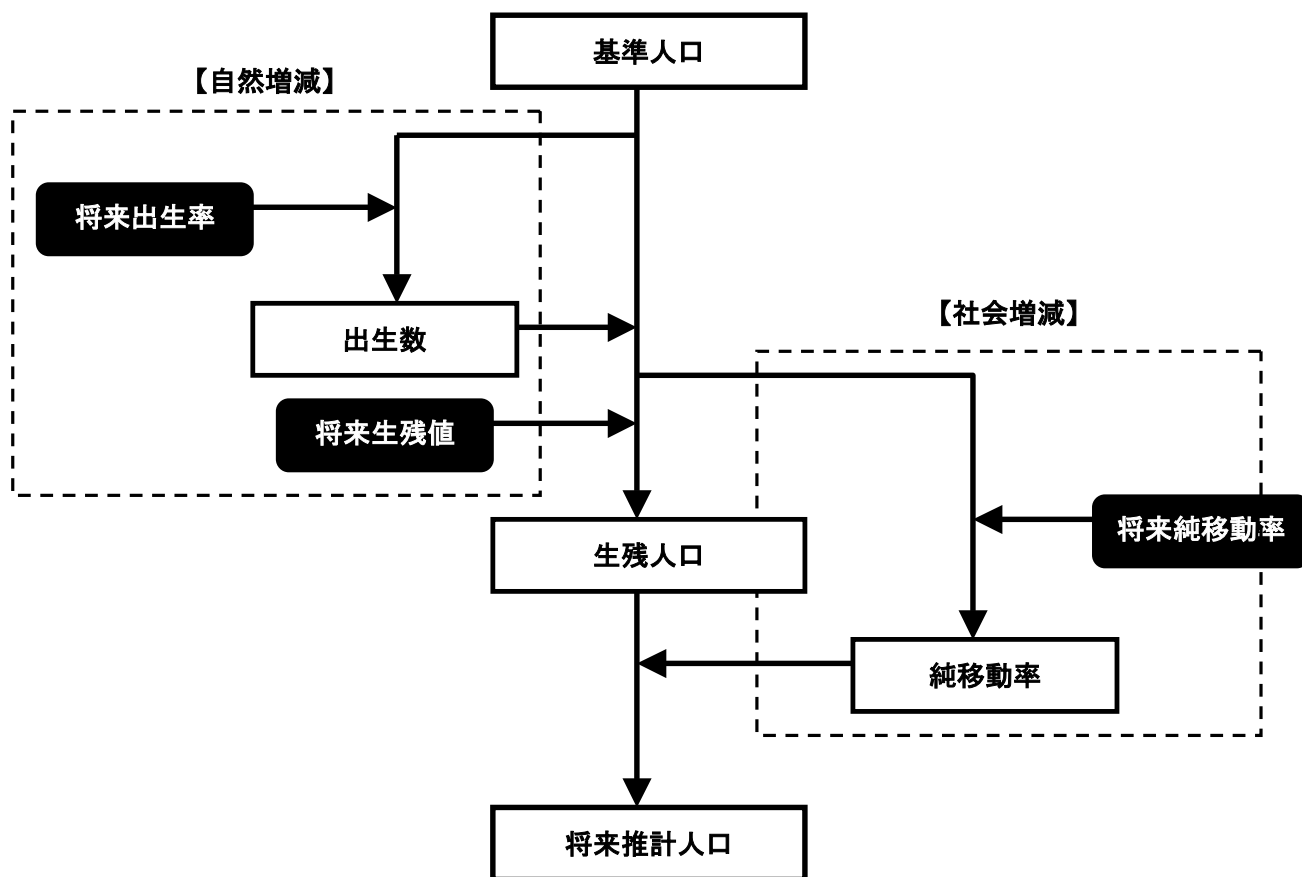 基準人口
【自然増減】
将来出生率
出生数
【社会増減】
将来生残値
将来純移動率
生残人口
純移動率
将来推計人口